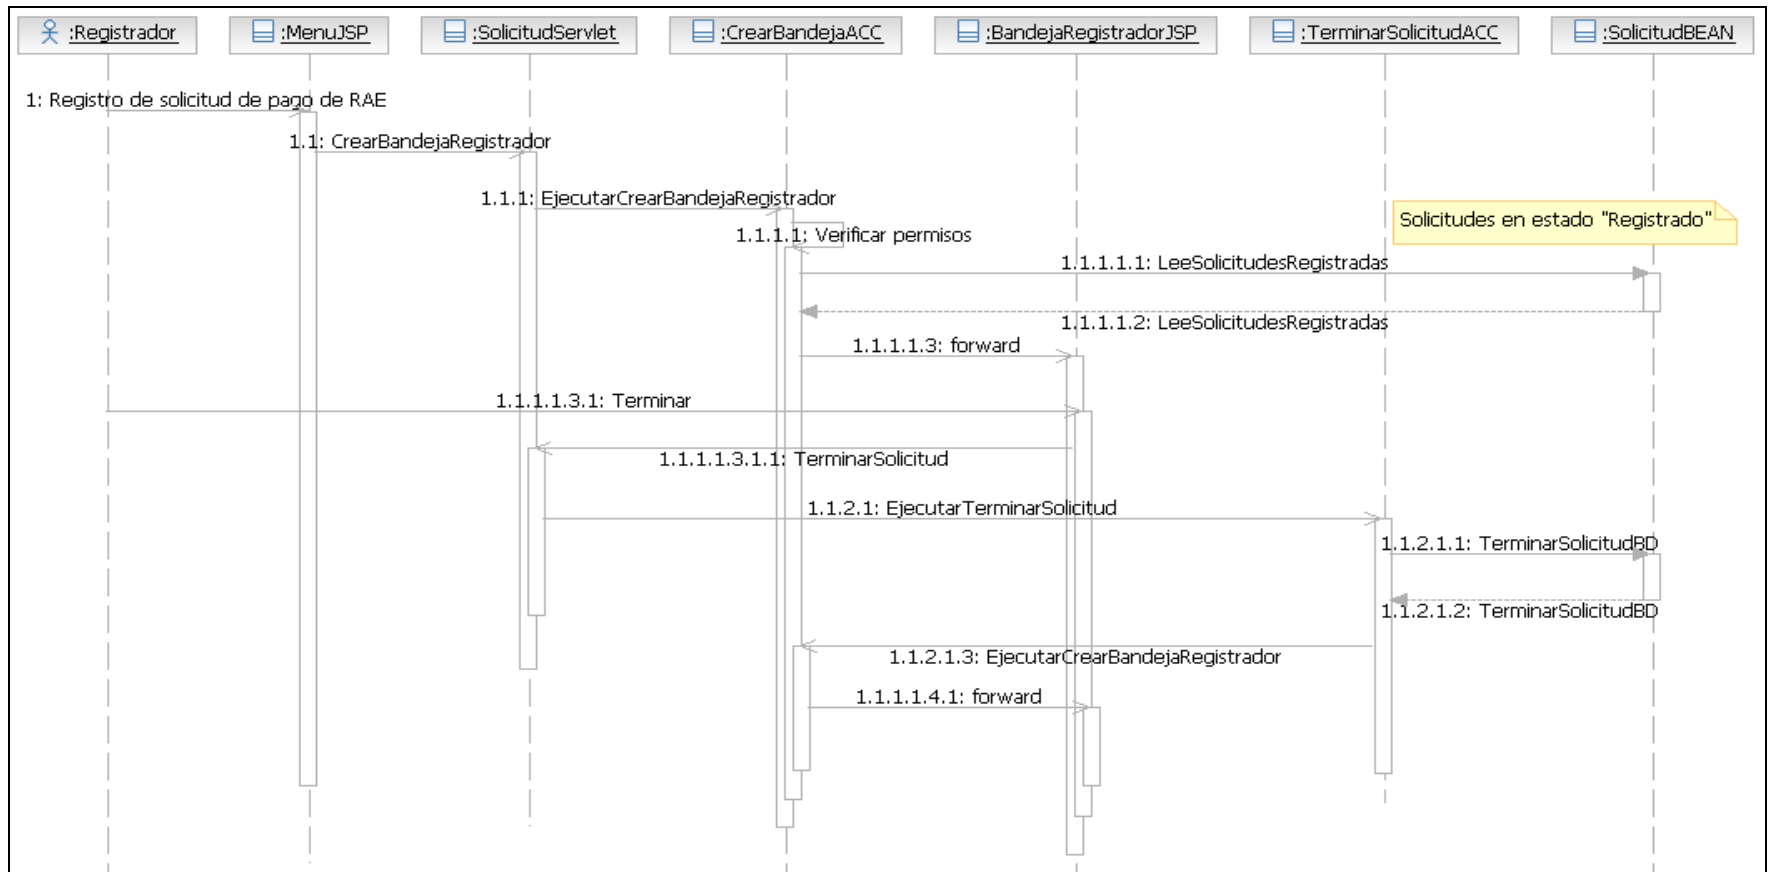 :Registrador
:MenuJSP
:SolicitudServlet
:CrearBandejaACC
:BandejaRegistradorJSP
:TerminarSolicitudACC
:SolicitudBEAN
1: Registro de solicitud de pago de RAE
1.1: CrearBandejaRegistrador
1.1.1: EjecutarCrearBandejaRegistrador
Solicitudes en estado "Registrado"
1.1.1.1: Verificar permisos
1.1.1.1.1: LeeSolicitudesRegistradas
1.1.1.1.2: LeeSolicitudesRegistradas
1.1.1.1.3: forward
1.1.1.1.3.1: Terminar
1.1.1.1.3.1.1: TerminarSolicitud
1.1.2.1: EjecutarTerminarSolicitud
1.1.2.1.1: TerminarSolicitudBD
1.1.2.1.2: TerminarSolicitudBD
1.1.2.1.3: EjecutarCrearBandejaRegistrador
1.1.1.1.4.1: forward